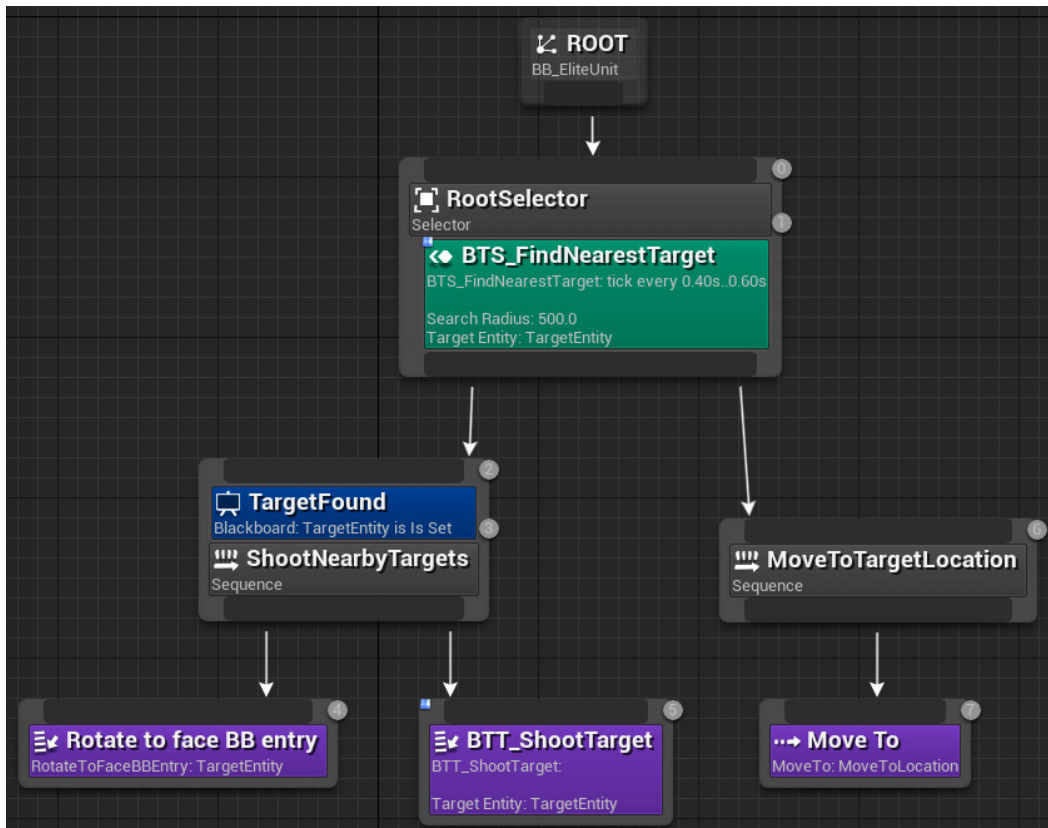 ROOT
BB_EliteUnit
0
RootSelector
1
Selector
BTS_FindNearestTarget
BTS_FindNearestTarget: tick every 0.40s..0.60s
Search Radius: 500.0
Target Entity: TargetEntity
2
TargetFound
Blackboard: TargetEntity is Is Set
3
ShootNearbyTargets
Sequence
6
MoveToTargetLocation
Sequence
4
Rotate to face BB entry
RotateToFaceBBEntry: TargetEntity
5
BTT_ShootTarget
BTT_ShootTarget:
Target Entity: TargetEntity
7
Move To
MoveTo: MoveToLocation